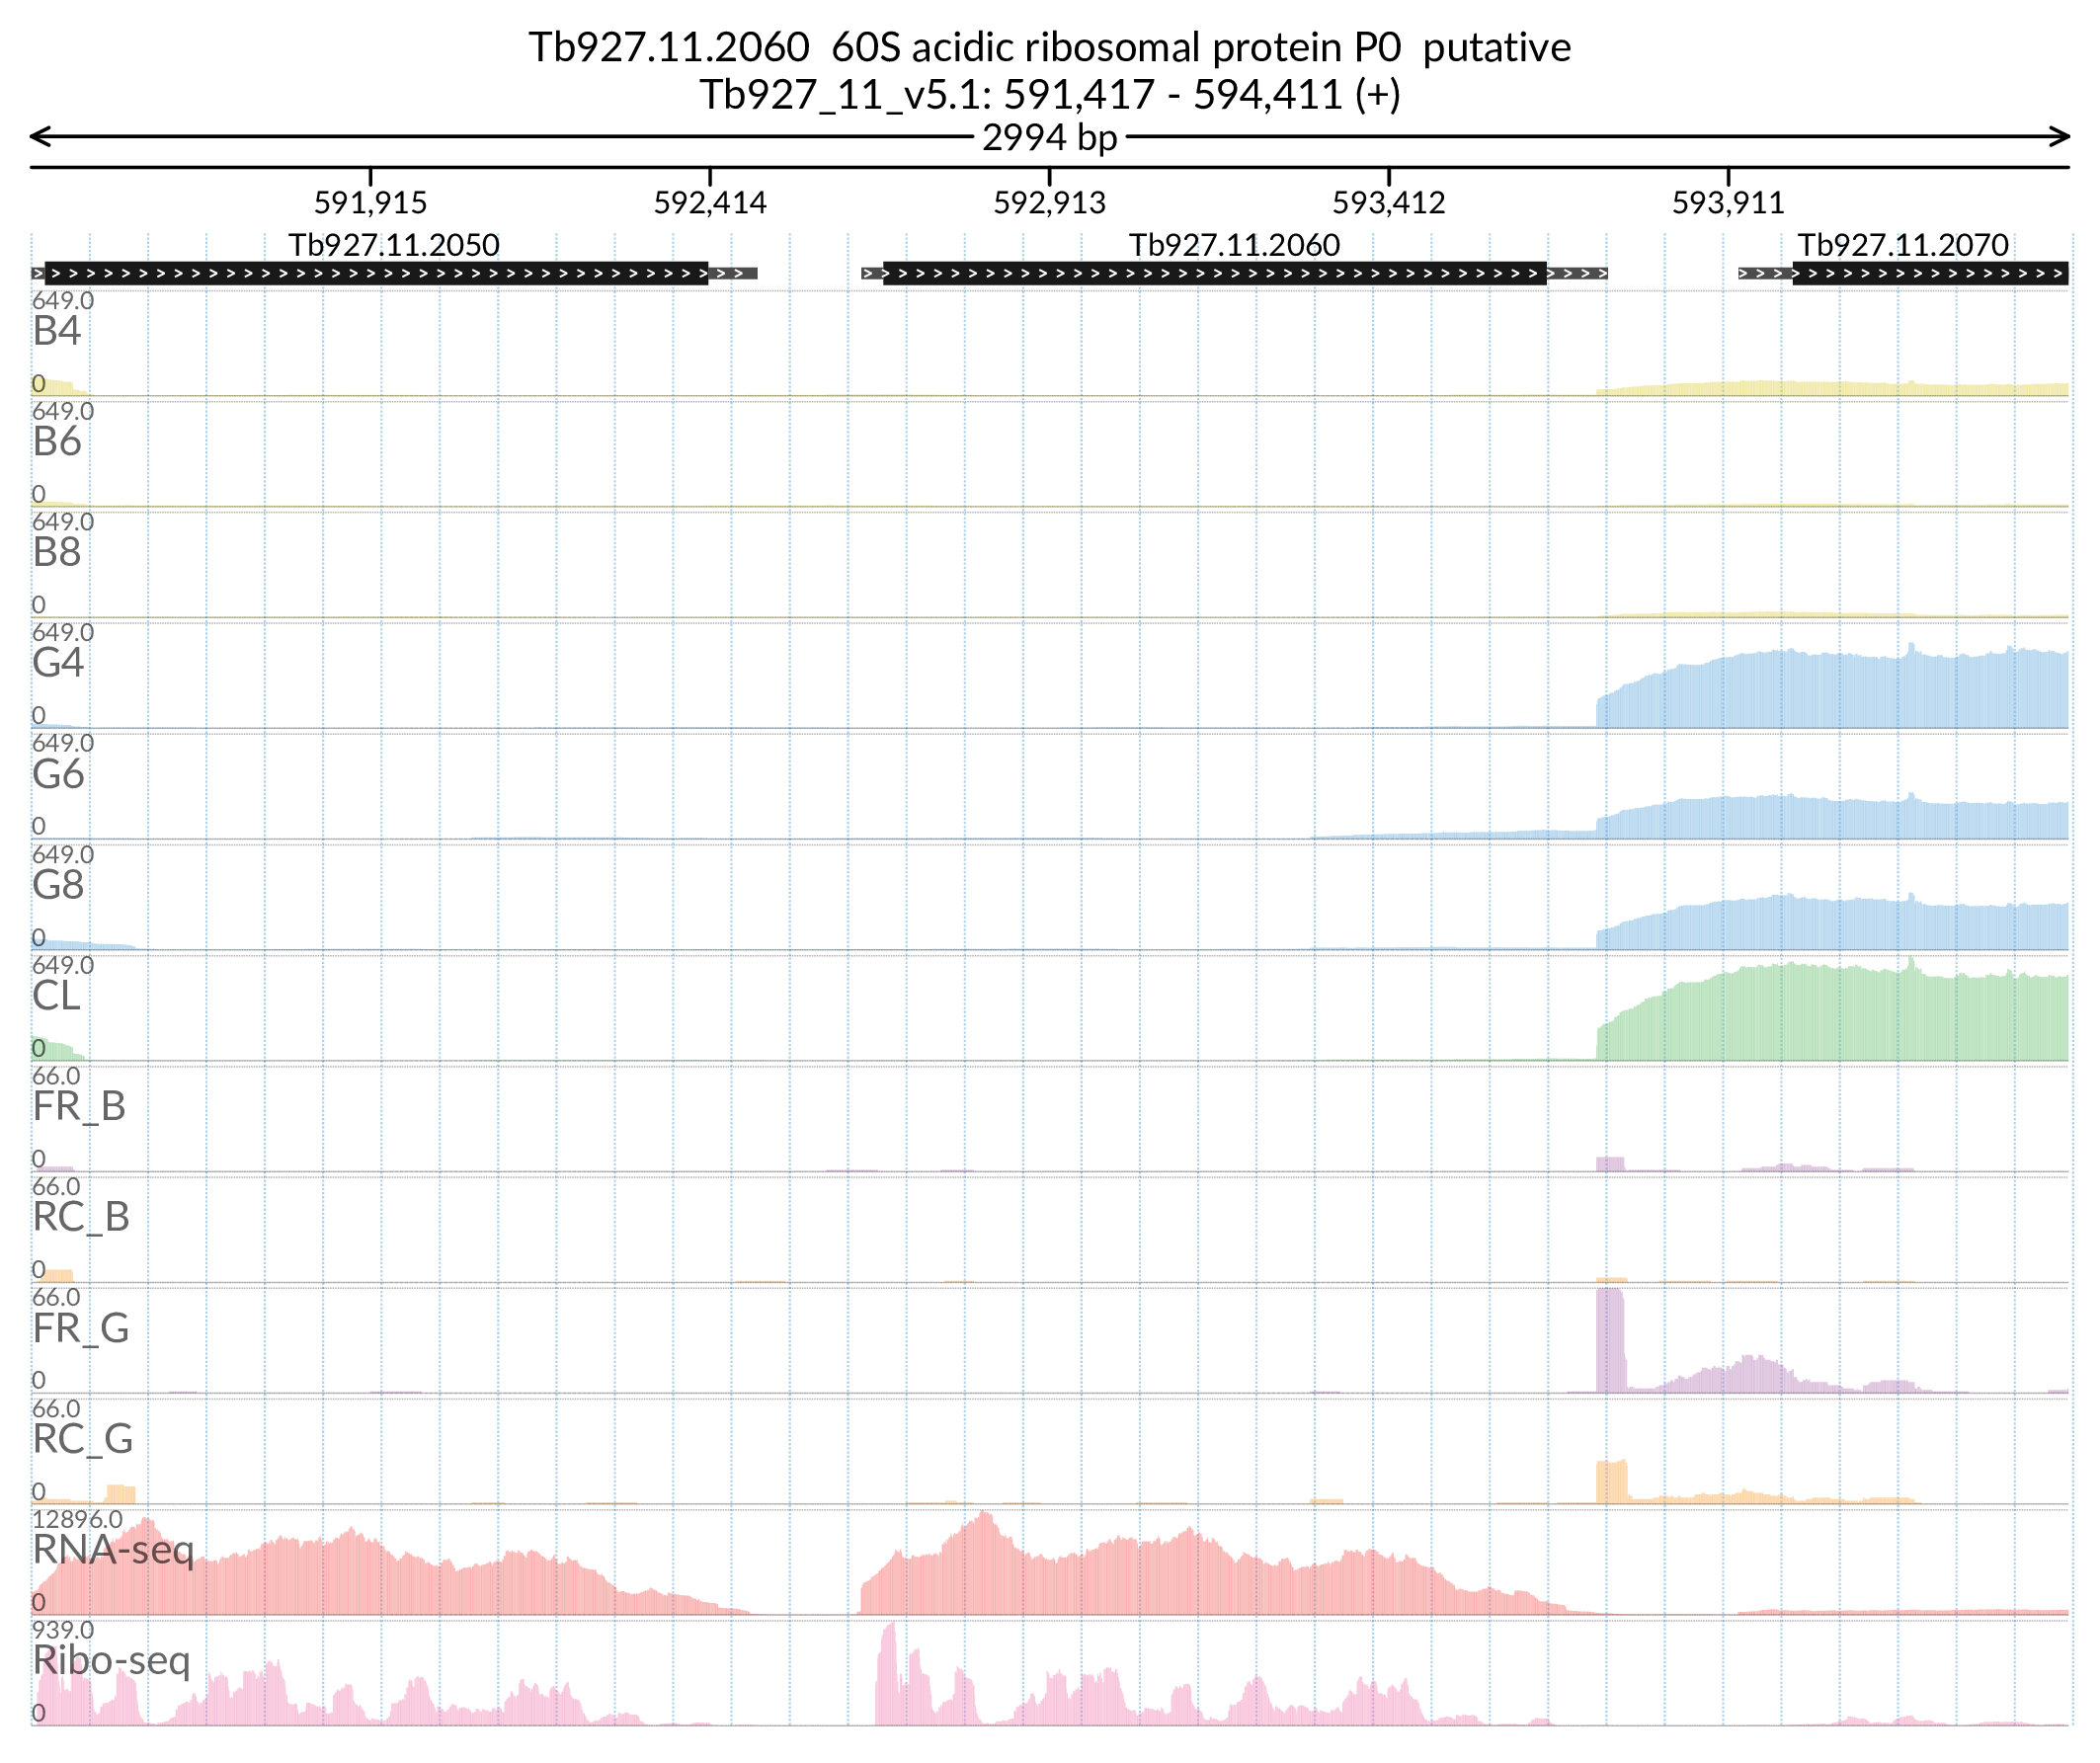 Tb927.11.2060  60S acidic ribosomal protein P0  putative
Tb927_11_v5.1: 591,417 - 594,411 (+)
2994 bp
591,915 592,414 592,913 593,412 593,911
Tb927.11.2050 Tb927.11.2060 Tb927.11.2070
649.0
B4
0
649.0
B6
0
649.0
B8
0
649.0
G4
0
649.0
G6
0
649.0
G8
0
649.0
CL
0
66.0
FR_B
0
66.0
RC_B
0
66.0
FR_G
0
66.0
RC_G
0
12896.0
RNA-seq
0
939.0
Ribo-seq
0